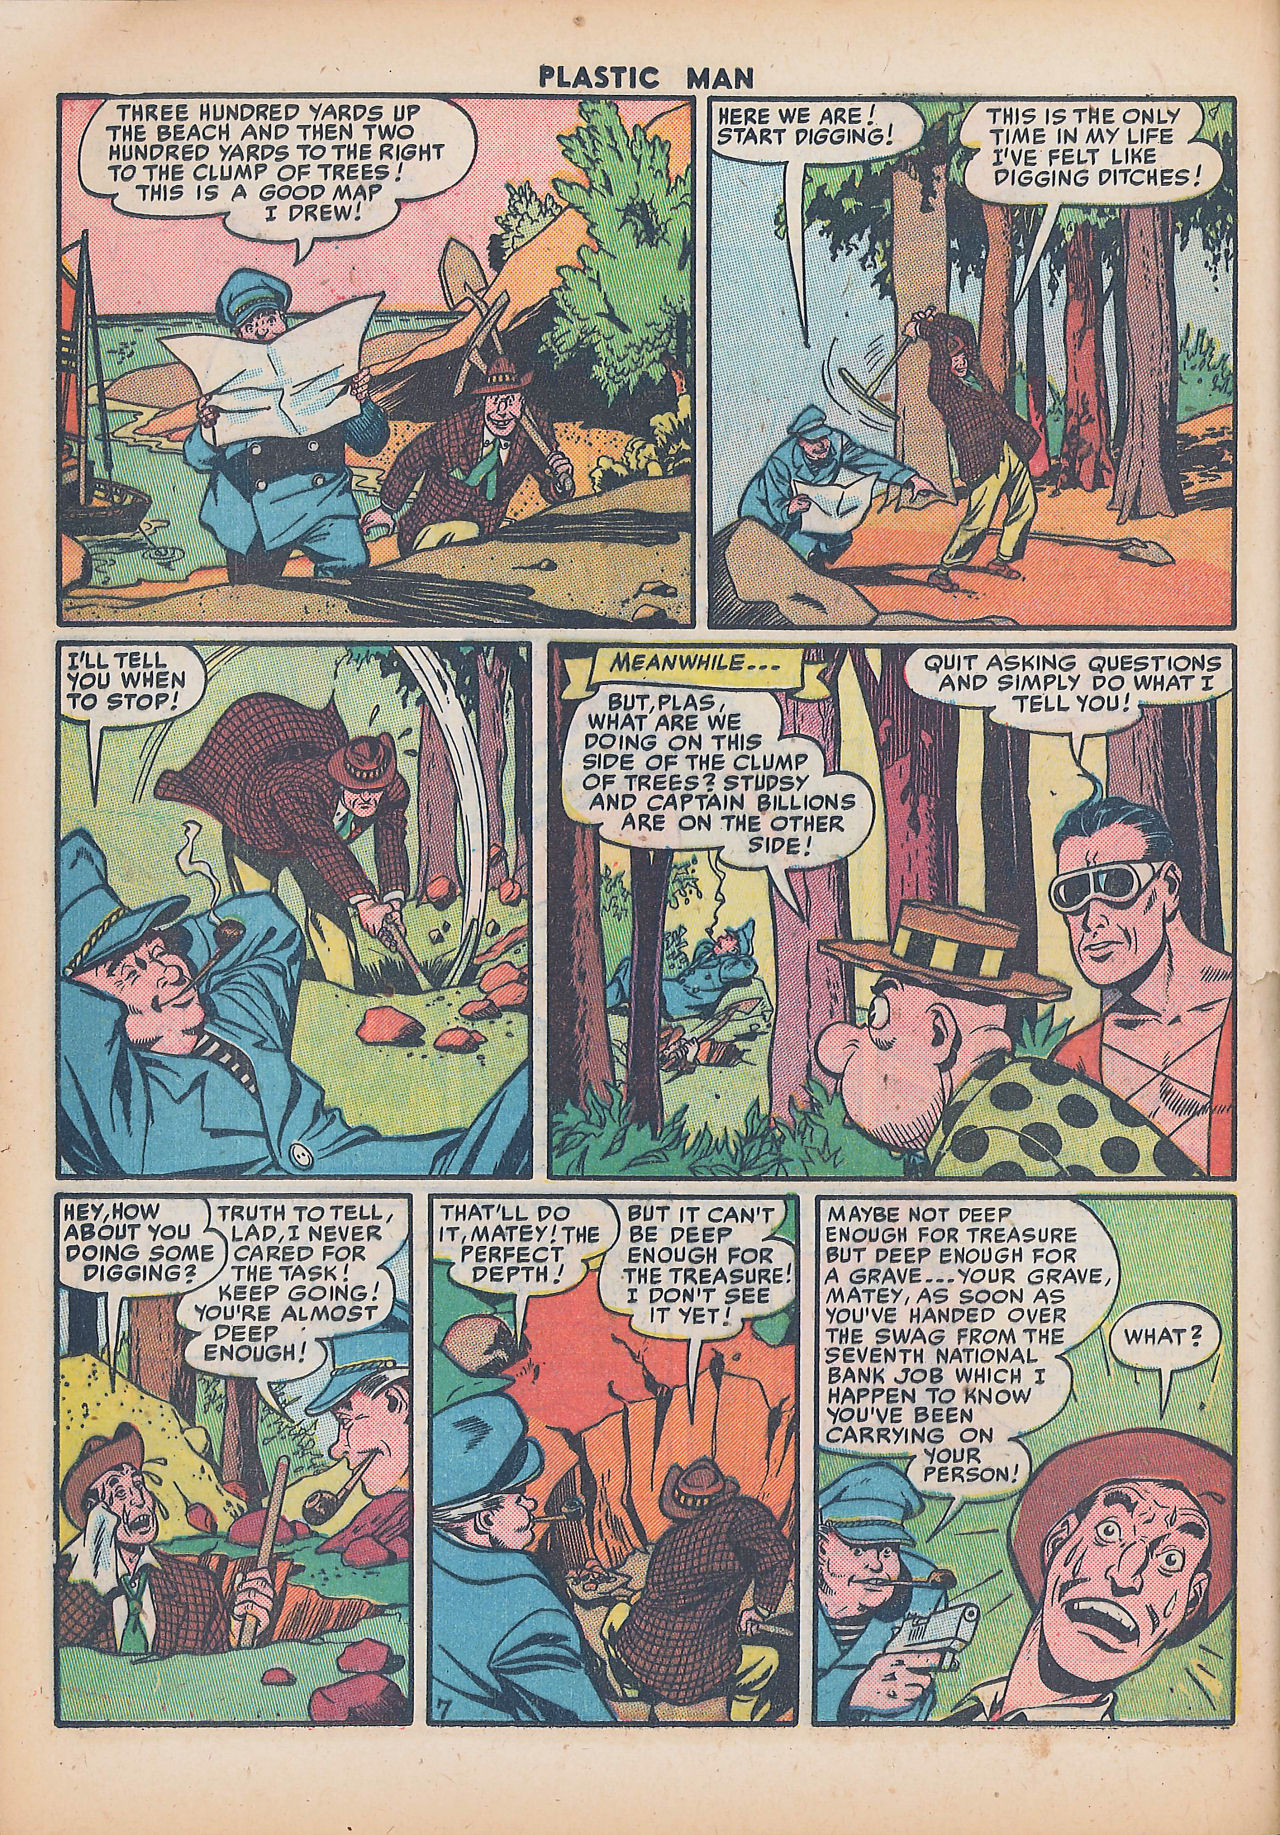 PLASTIC MAN
THREE HUNDRED YARDS UP
THE BEACH AND THEN TWO
HUNDRED YARDS TO THE RIGHT
TO THE CLUMP OF TREES!
THIS IS A GOOD MAP
I DREW!
HERE WE ARE!
START DIGGING!
THIS IS THE ONLY
TIME IN MY LIFE
I'VE FELT LIKE
DIGGING DITCHES!
I'LL TELL
YOU WHEN
TO STOP!
MEANWHILE...
BUT, PLAS,
WHAT ARE WE
DOING ON THIS
SIDE OF THE CLUMP
OF TREES? STUDSY
AND CAPTAIN BILLIONS
ARE ON THE OTHER
SIDE!
QUIT ASKING QUESTIONS
AND SIMPLY DO WHAT I
TELL YOU!
HEY, HOW
ABOUT YOU
DOING SOME
DIGGING?
TRUTH TO TELL,
LAD, I NEVER
CARED FOR
THE TASK!
KEEP GOING!
YOU'RE ALMOST
DEEP
ENOUGH!
THAT'LL DO
IT, MATEY! THE
PERFECT
DEPTH!
BUT IT CAN'T
BE DEEP
ENOUGH FOR
THE TREASURE!
I DON'T SEE
IT YET!
7
MAYBE NOT DEEP
ENOUGH FOR TREASURE
BUT DEEP ENOUGH FOR
A GRAVE... YOUR GRAVE,
MATEY, AS SOON AS
YOU'VE HANDED OVER
THE SWAG FROM THE
SEVENTH NATIONAL
BANK JOB WHICH I
HAPPEN TO KNOW
YOU'VE BEEN
CARRYING ON
YOUR
PERSON!
WHAT?